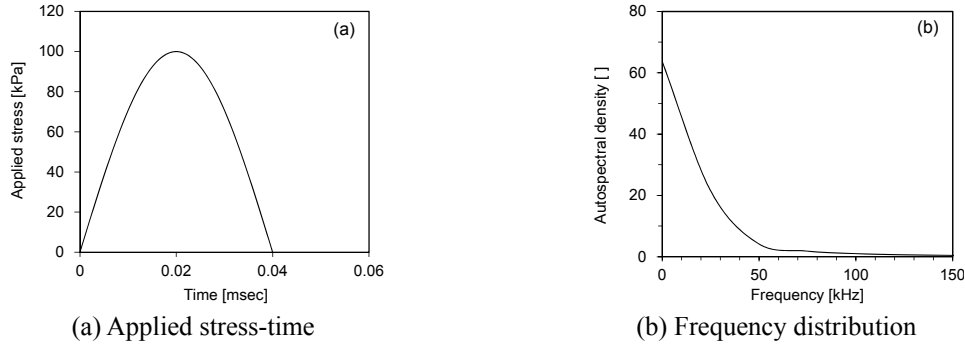 120
100
80
60
40
20
0
Applied stress [kPa]
(a)
0 0.02 0.04 0.06
Time [msec]
(a) Applied stress-time
80
60
40
20
0
Autospectral density [ ]
(b)
0 50 100 150
Frequency [kHz]
(b) Frequency distribution